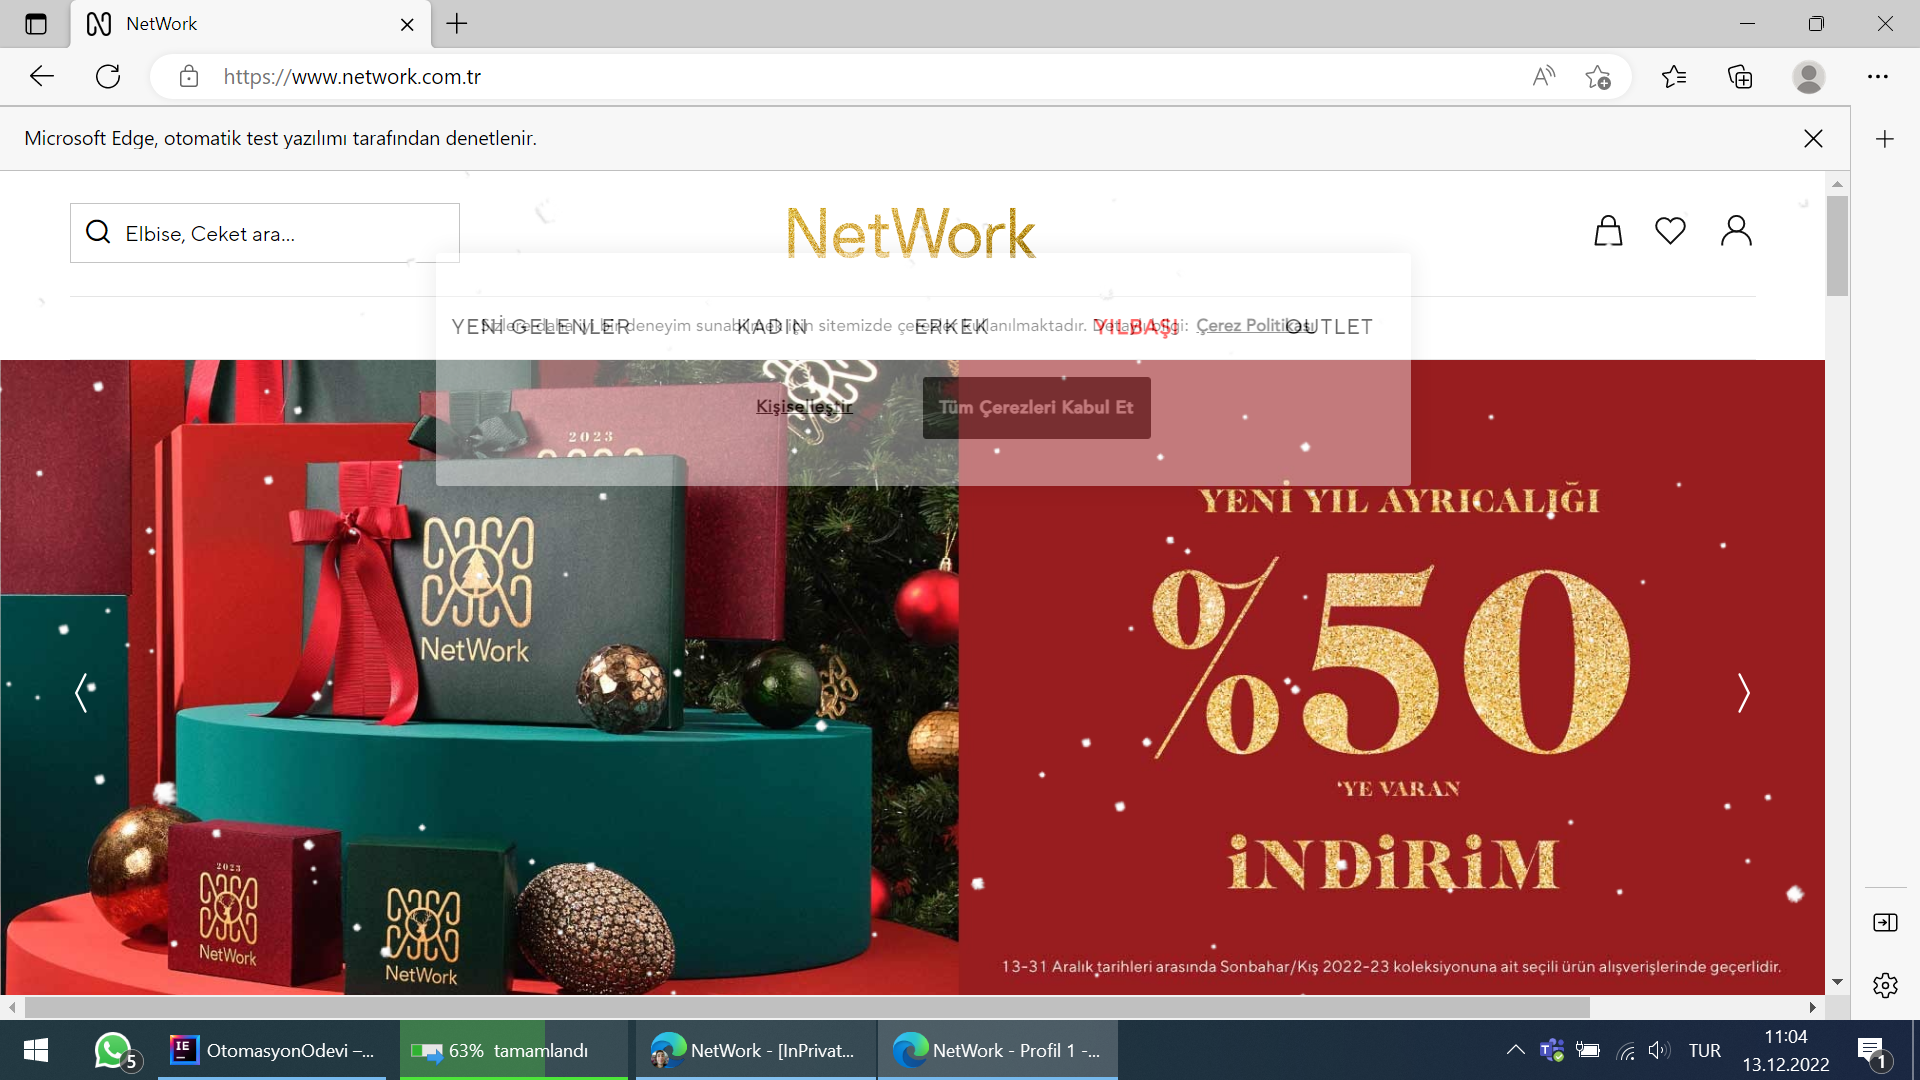 NetWork
https://www.network.com.tr
Microsoft Edge, otomatik test yazılımı tarafından denetlenir.
Elbise, Ceket ara...
NetWork
YENİ GELENLER KADIN ERKEK YILBAŞI OUTLET
Sizlere daha iyi bir deneyim sunabilmek için sitemizde çerezler kullanılmaktadır. Detaylı bilgi: Çerez Politikası
Kişiselleştir Tüm Çerezleri Kabul Et
2023
NetWork
YENİ YIL AYRICALIĞI
%50
'YE VARAN
İNDİRİM
2023
NetWork
NetWork
13-31 Aralık tarihleri arasında Sonbahar/Kış 2022-23 koleksiyonuna ait seçili ürün alışverişlerinde geçerlidir.
5
OtomasyonOdevi –...
63% tamamlandı
NetWork - [InPrivat...
NetWork - Profil 1 -...
TUR
11:04
13.12.2022
1